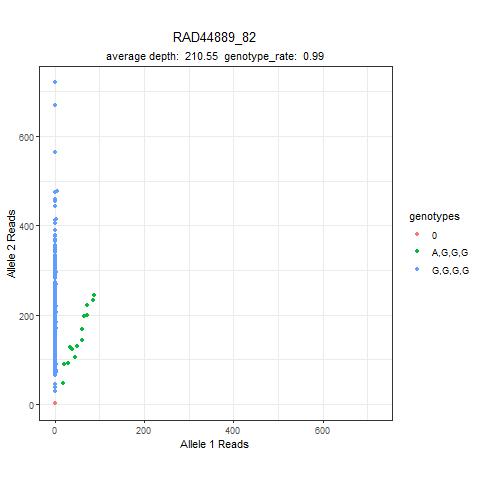 RAD44889_82
average depth: 210.55 genotype_rate: 0.99
600
400
200
0
Allele 2 Reads
0 200 400 600
Allele 1 Reads
genotypes
0
A,G,G,G
G,G,G,G